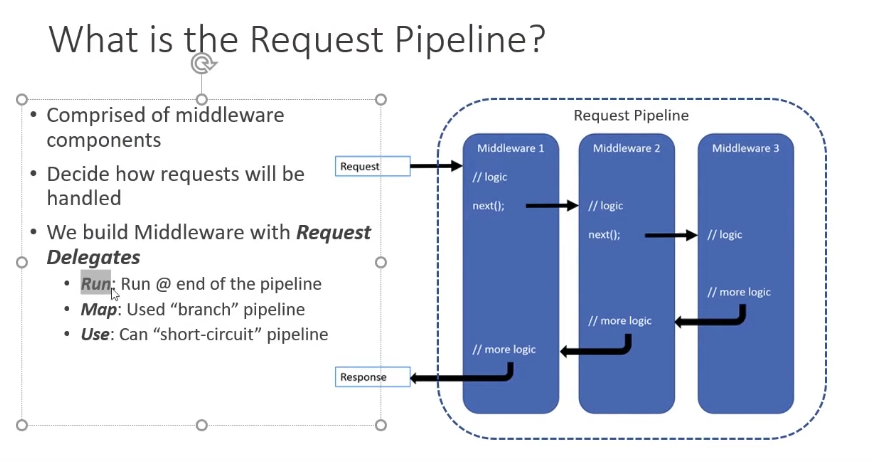 What is the Request Pipeline?
• Comprised of middleware
components
• Decide how requests will be
handled
• We build Middleware with Request
Delegates
• Run: Run @ end of the pipeline
• Map: Used “branch” pipeline
• Use: Can “short-circuit” pipeline
Request
Response
Request Pipeline
Middleware 1
// logic
next();
// more logic
Middleware 2
// logic
next();
// more logic
Middleware 3
// logic
// more logic